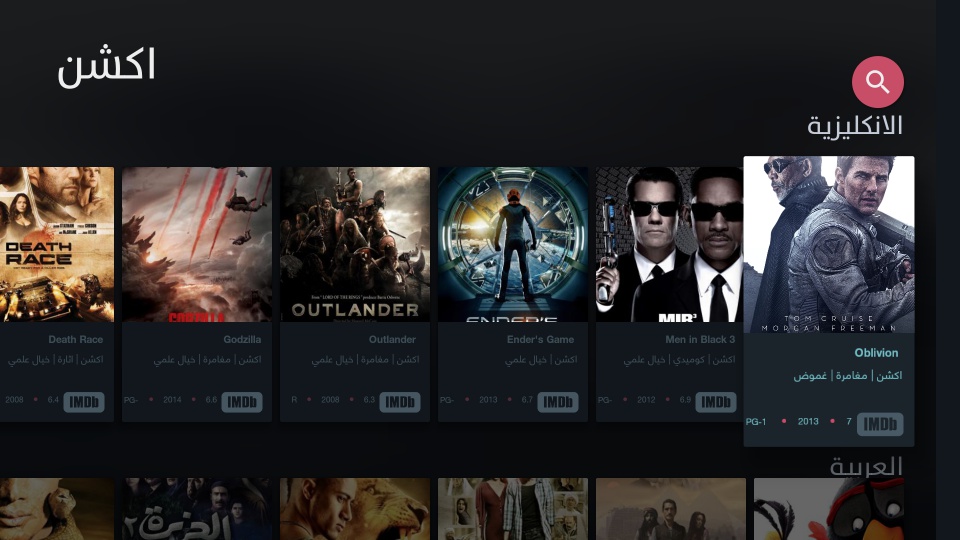 اكشن
الانكليزية
TOM CRUISE
MORGAN FREEMAN
Oblivion
اكشن | مغامرة | غموض
IMDb 7 • 2013 • PG-1
MIB³
Men in Black 3
اكشن | كوميدي | خيال علمي
IMDb 6.9 • 2012 • PG-
ENDER'S
Ender's Game
اكشن | مغامرة | خيال علمي
IMDb 6.7 • 2013 • PG-
OUTLANDER
Outlander
اكشن | مغامرة | خيال علمي
IMDb 6.3 • 2008 • R
GODZILLA
Godzilla
اكشن | مغامرة | خيال علمي
IMDb 6.6 • 2014 • PG-
DEATH
RACE
Death Race
اكشن | اثارة | خيال علمي
IMDb 6.4 • 2008
العربية
الجزيرة ٢